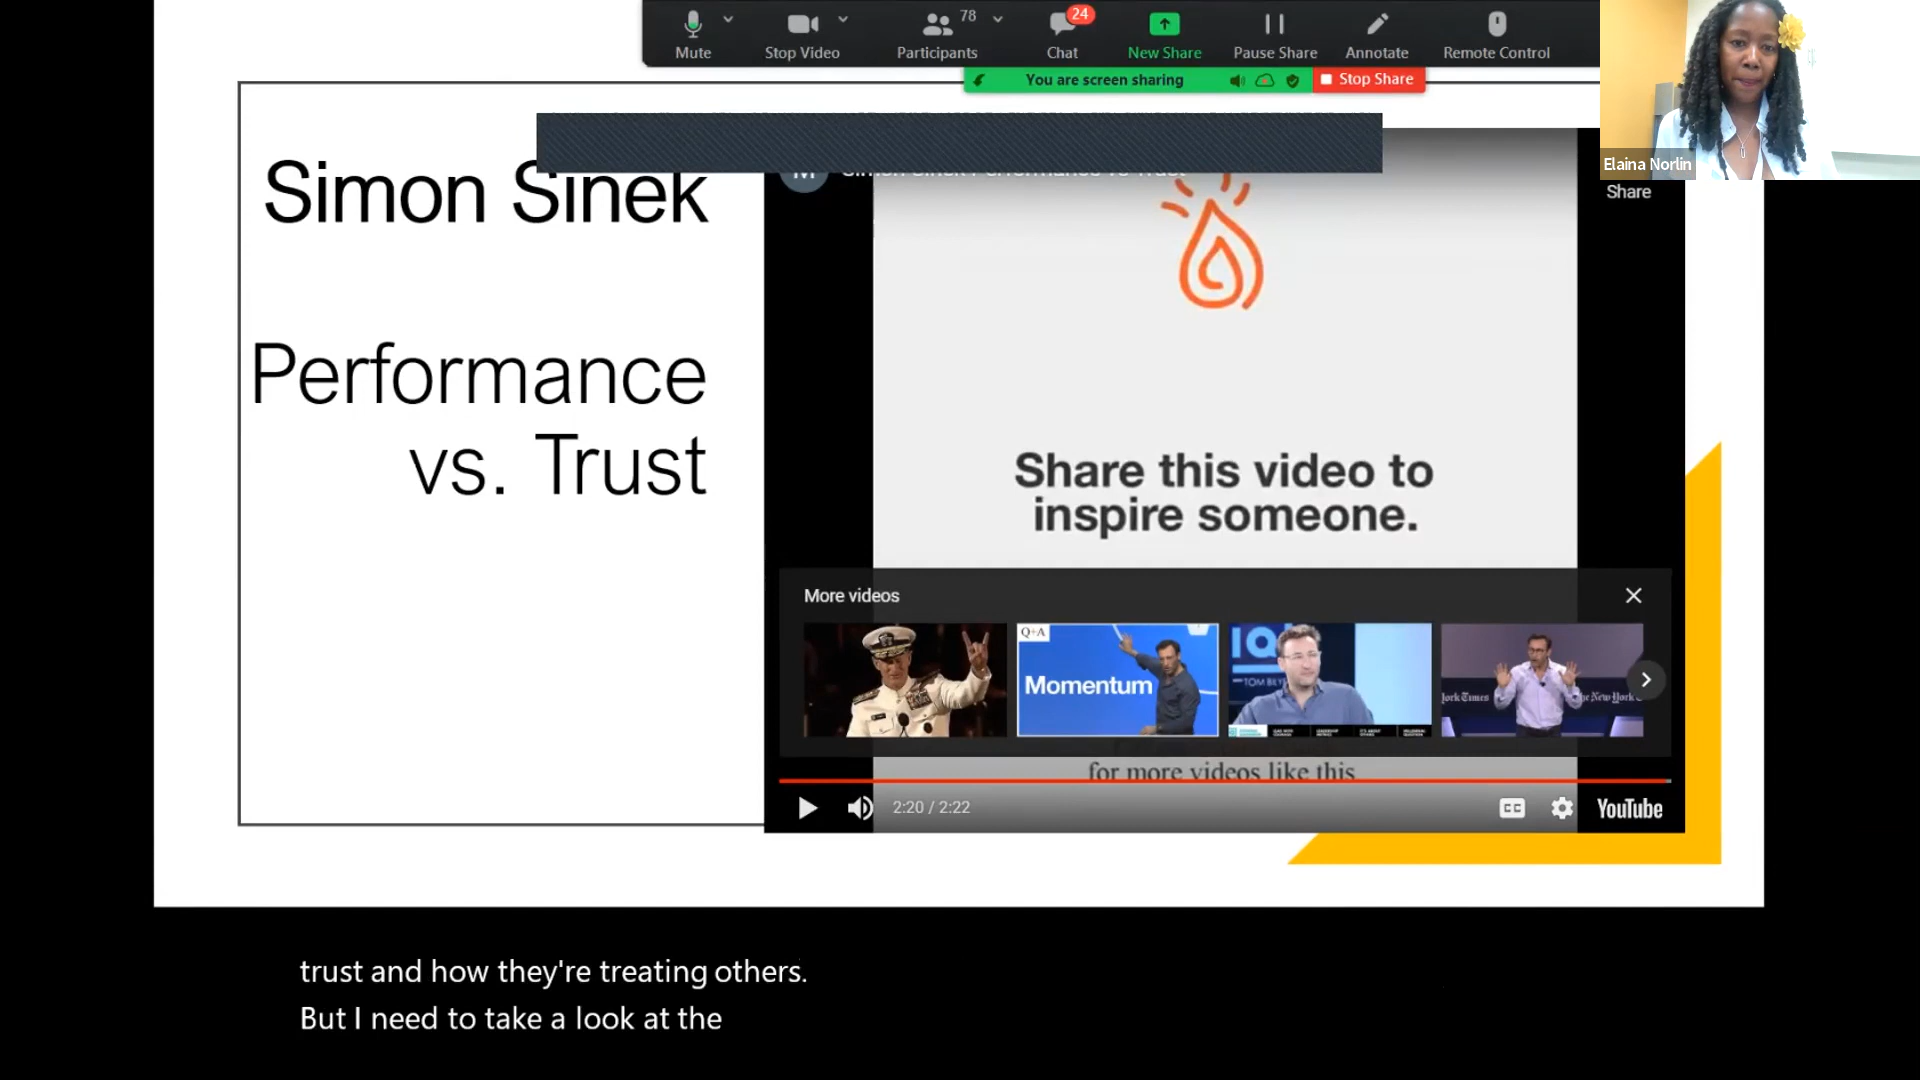 Mute
Stop Video
Participants
78
Chat
24
New Share
Pause Share
Annotate
Remote Control
You are screen sharing
Stop Share
Elaina Norlin
Share
Simon Sinek
Performance
vs. Trust
Simon Sinek Performance vs Trust
Share this video to
inspire someone.
More videos
Q+A
Momentum
IQ
TOM BILYEU
York Times
The New York
for more videos like this
2:20 / 2:22
CC
YouTube
trust and how they're treating others.
But I need to take a look at the